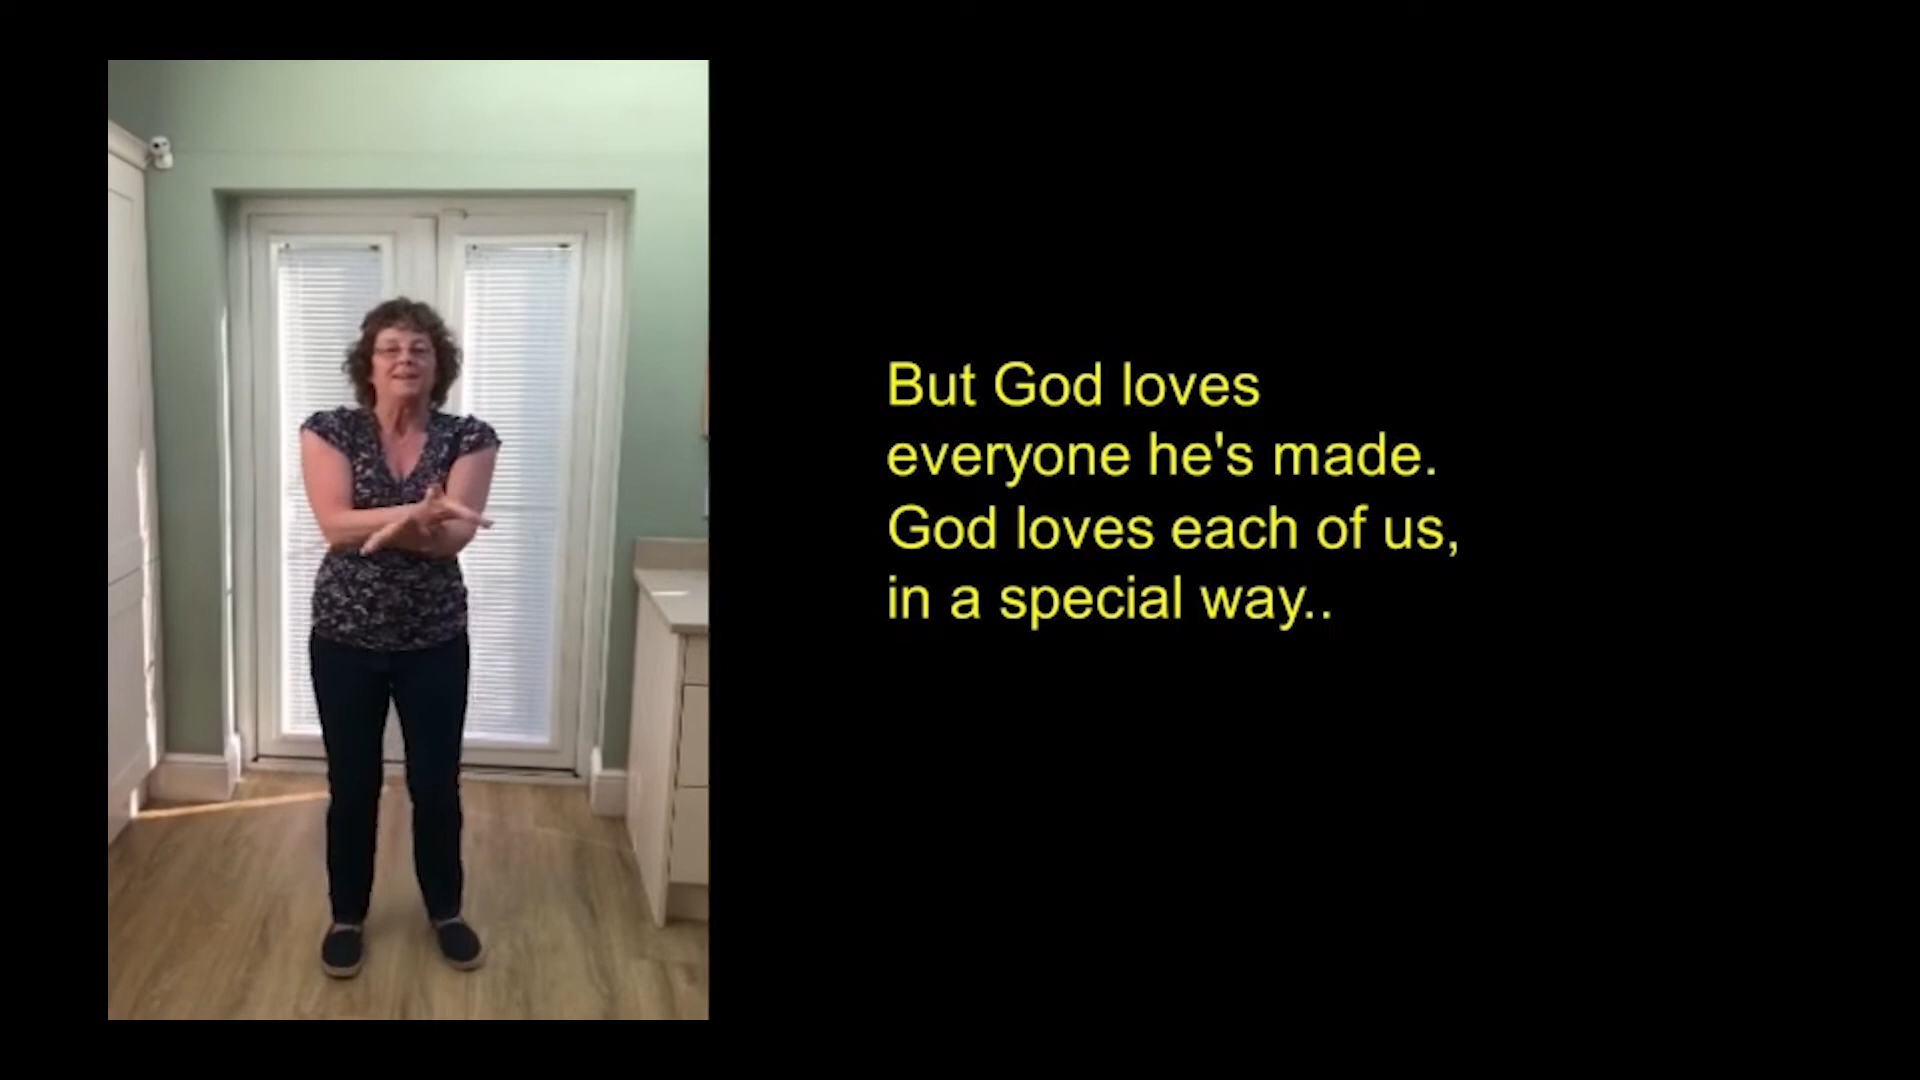 But God loves
everyone he's made.
God loves each of us,
in a special way..